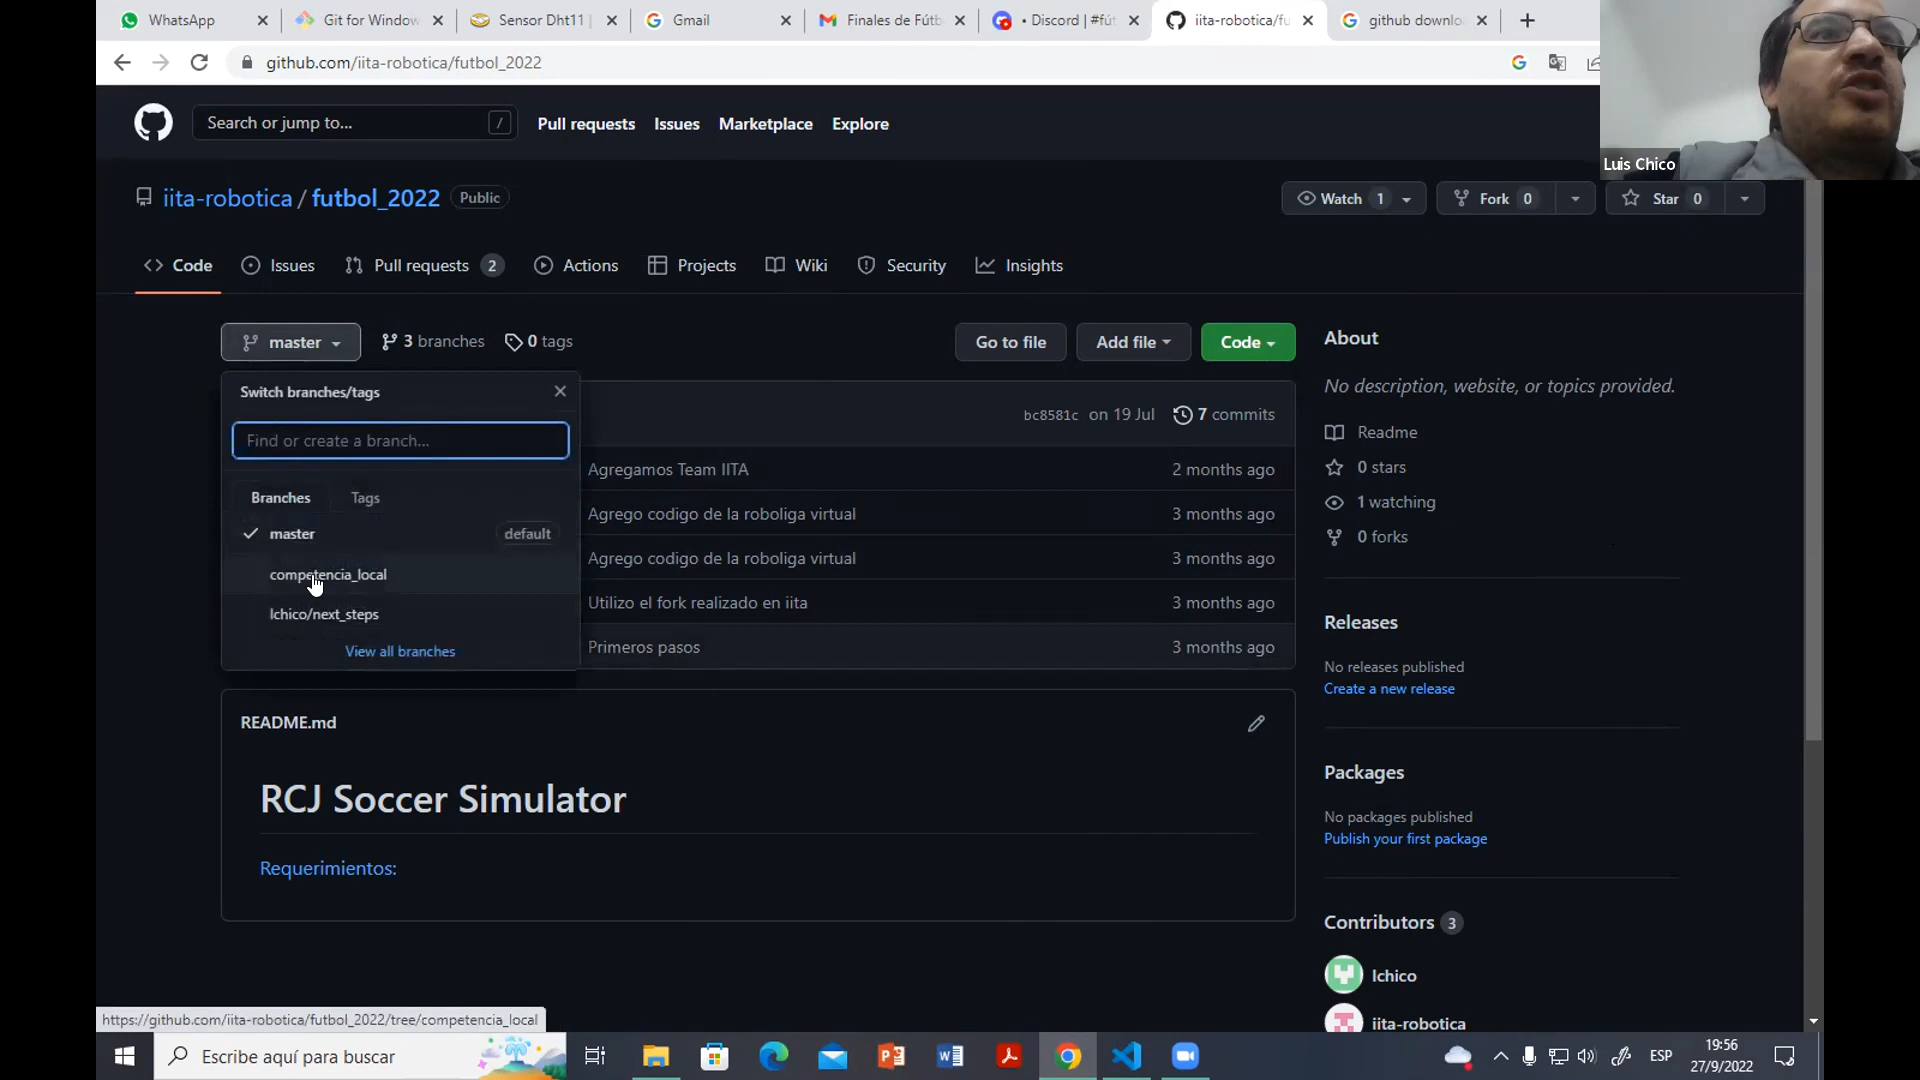 WhatsApp
Git for Window
Sensor Dht11 |
Gmail
Finales de Fútb
• Discord | #fút
iita-robotica/fu
github downlo
github.com/iita-robotica/futbol_2022
Luis Chico
Search or jump to...
/
Pull requests
Issues
Marketplace
Explore
iita-robotica / futbol_2022
Public
Watch 1
Fork 0
Star 0
Code
Issues
Pull requests 2
Actions
Projects
Wiki
Security
Insights
master
3 branches
0 tags
Go to file
Add file
Code
About
No description, website, or topics provided.
Readme
0 stars
1 watching
0 forks
Switch branches/tags
Find or create a branch...
Branches
Tags
master
default
competencia_local
lchico/next_steps
View all branches
bc8581c on 19 Jul
7 commits
Agregamos Team IITA
2 months ago
Agrego codigo de la roboliga virtual
3 months ago
Agrego codigo de la roboliga virtual
3 months ago
Utilizo el fork realizado en iita
3 months ago
Primeros pasos
3 months ago
README.md
RCJ Soccer Simulator
Requerimientos:
Releases
No releases published
Create a new release
Packages
No packages published
Publish your first package
Contributors 3
lchico
iita-robotica
https://github.com/iita-robotica/futbol_2022/tree/competencia_local
Escribe aquí para buscar
ESP
19:56
27/9/2022